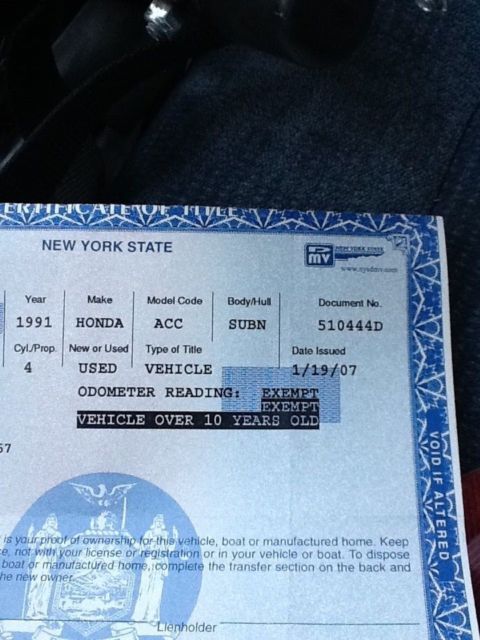 CERTIFICATE OF TITLE
NEW YORK STATE
DMV NEW YORK STATE
www.nysdmv.com
Year Make Model Code Body/Hull Document No.
1991 HONDA ACC SUBN 510444D
Cyl./Prop. New or Used Type of Title Date Issued
4 USED VEHICLE 1/19/07
ODOMETER READING: EXEMPT
EXEMPT
VEHICLE OVER 10 YEARS OLD
57
is your proof of ownership for this vehicle, boat or manufactured home. Keep
e, not with your license or registration or in your vehicle or boat. To dispose
boat or manufactured home, complete the transfer section on the back and
he new owner.
Lienholder
VOID IF ALTERED